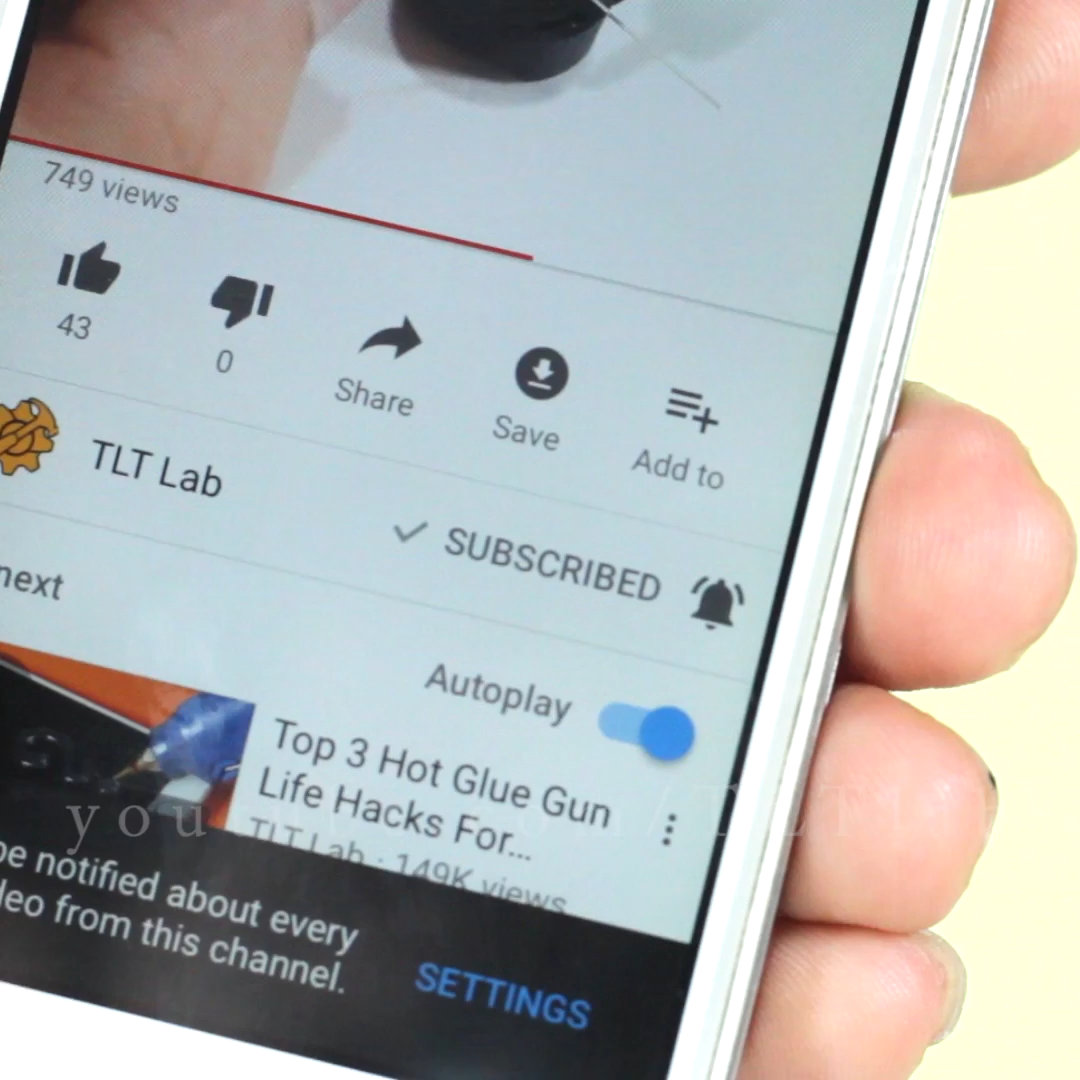 749 views
43
0
Share
Save
Add to
TLT Lab
SUBSCRIBED
next
Autoplay
Top 3 Hot Glue Gun
Life Hacks For...
TLT Lab · 149K views
be notified about every
deo from this channel.
SETTINGS